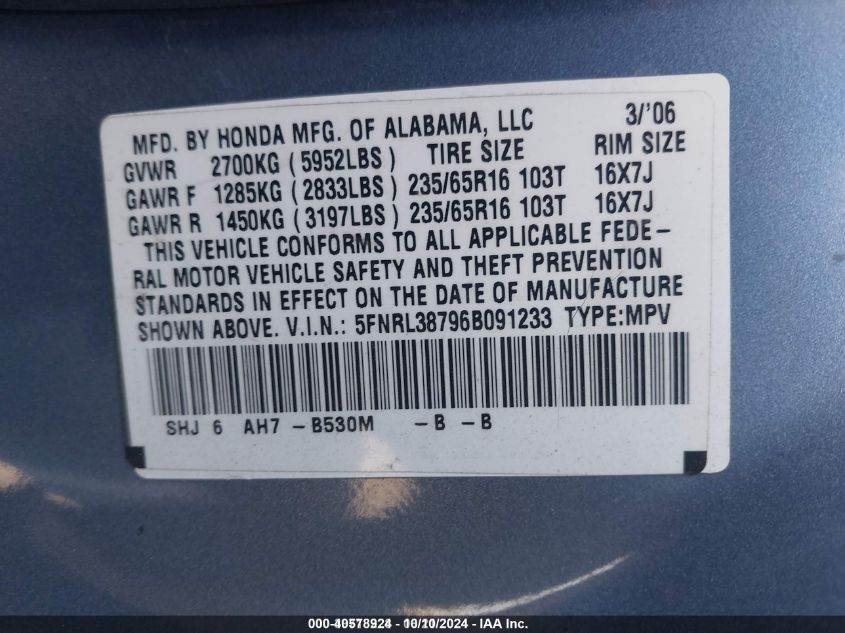 MFD. BY HONDA MFG. OF ALABAMA, LLC 3/'06
GVWR 2700KG (5952LBS) TIRE SIZE RIM SIZE
GAWR F 1285KG (2833LBS) 235/65R16 103T 16X7J
GAWR R 1450KG (3197LBS) 235/65R16 103T 16X7J
THIS VEHICLE CONFORMS TO ALL APPLICABLE FEDE-
RAL MOTOR VEHICLE SAFETY AND THEFT PREVENTION
STANDARDS IN EFFECT ON THE DATE OF MANUFACTURE
SHOWN ABOVE. V.I.N.: 5FNRL38796B091233 TYPE:MPV
SHJ 6 AH7 -B530M -B -B
000-40578924 - 10/10/2024 - COPYRIGHT © 2024 IAA, Inc.